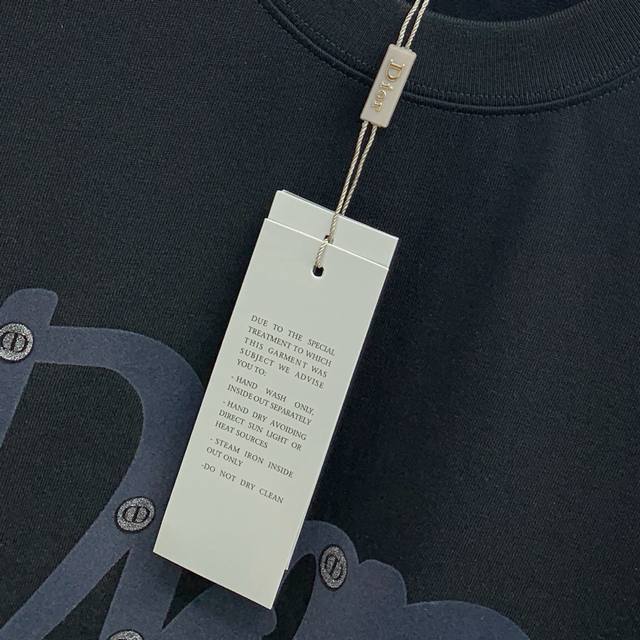 Dior
DUE TO THE SPECIAL
TREATMENT TO WHICH
THIS GARMENT WAS
SUBJECT WE ADVISE
YOU TO:
- HAND WASH ONLY,
INSIDE OUT SEPARATELY
- HAND DRY AVOIDING
DIRECT SUN LIGHT OR
HEAT SOURCES
- STEAM IRON INSIDE
OUT ONLY
-DO NOT DRY CLEAN